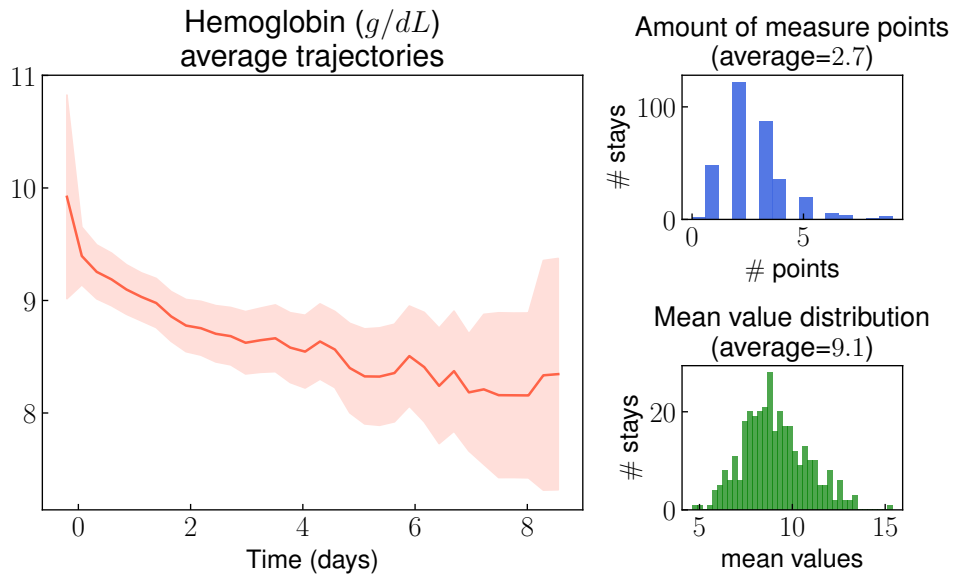 Hemoglobin (g/dL)
average trajectories
11
10
9
8
0
2
4
6
8
Time (days)
Amount of measure points
(average=2.7)
# stays
100
50
0
0
5
# points
Mean value distribution
(average=9.1)
# stays
20
0
5
10
15
mean values